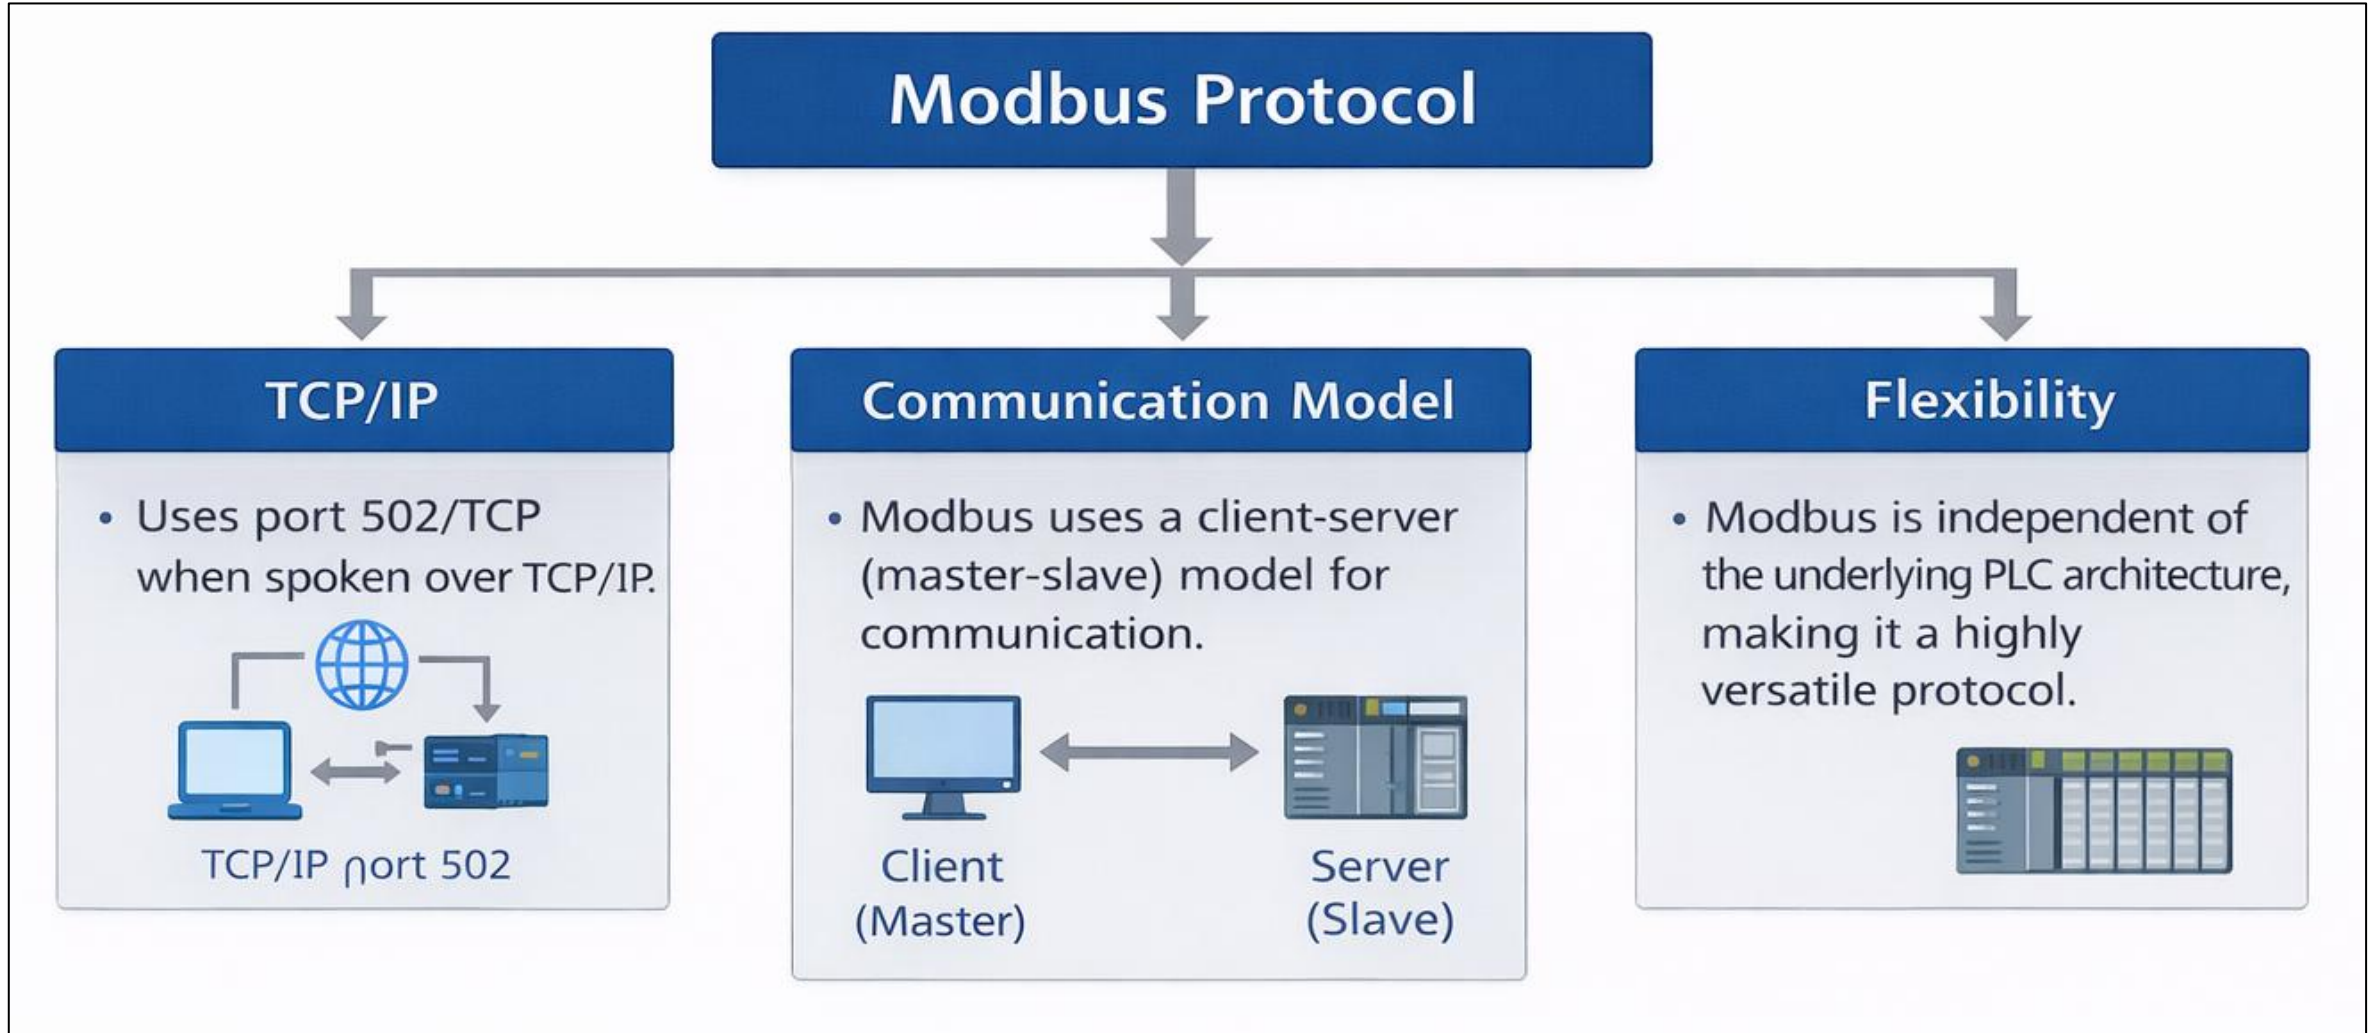 Modbus Protocol
TCP/IP
• Uses port 502/TCP
when spoken over TCP/IP.
TCP/IP port 502
Communication Model
• Modbus uses a client-server
(master-slave) model for
communication.
Client
(Master)
Server
(Slave)
Flexibility
• Modbus is independent of
the underlying PLC architecture,
making it a highly
versatile protocol.